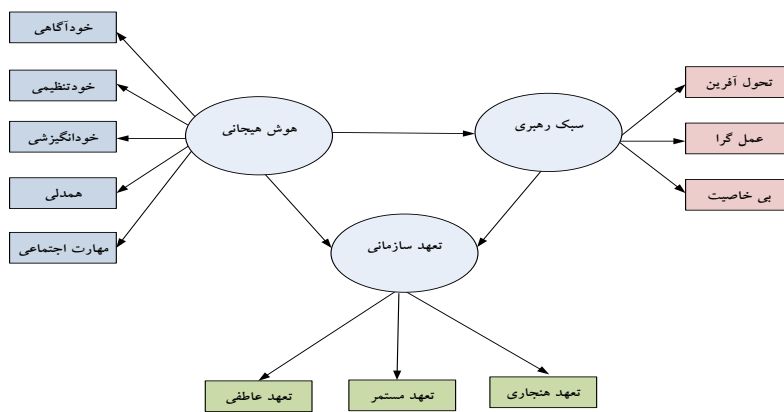 خودآگاهی
خودتنظیمی
خودانگیزشی
همدلی
مهارت اجتماعی
هوش هیجانی
سبک رهبری
تحول آفرین
عمل گرا
بی خاصیت
تعهد سازمانی
تعهد هنجاری
تعهد مستمر
تعهد عاطفی